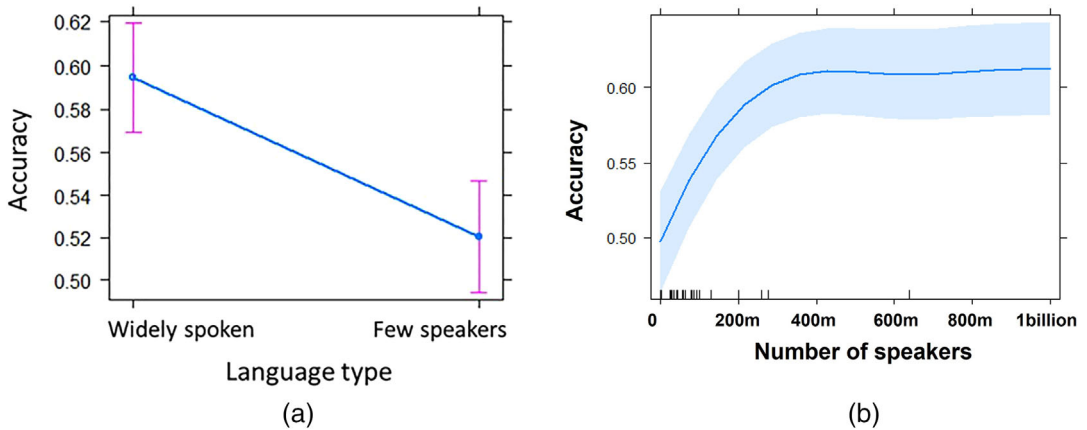 0.62
0.60
0.58
0.56
0.54
0.52
0.50
Accuracy
Widely spoken Few speakers
Language type
(a)
0.60
0.55
0.50
Accuracy
0 200m 400m 600m 800m 1billion
Number of speakers
(b)